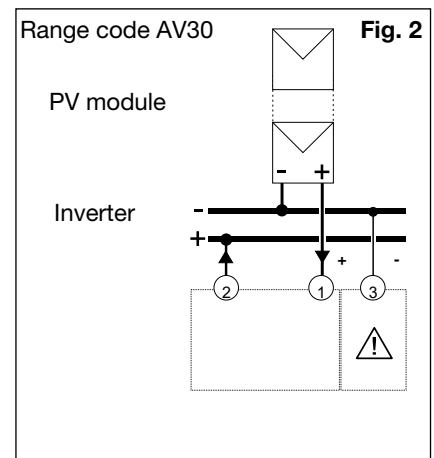 Range code AV30 Fig. 2
PV module
- +
Inverter -
+
+ -
2 1 3